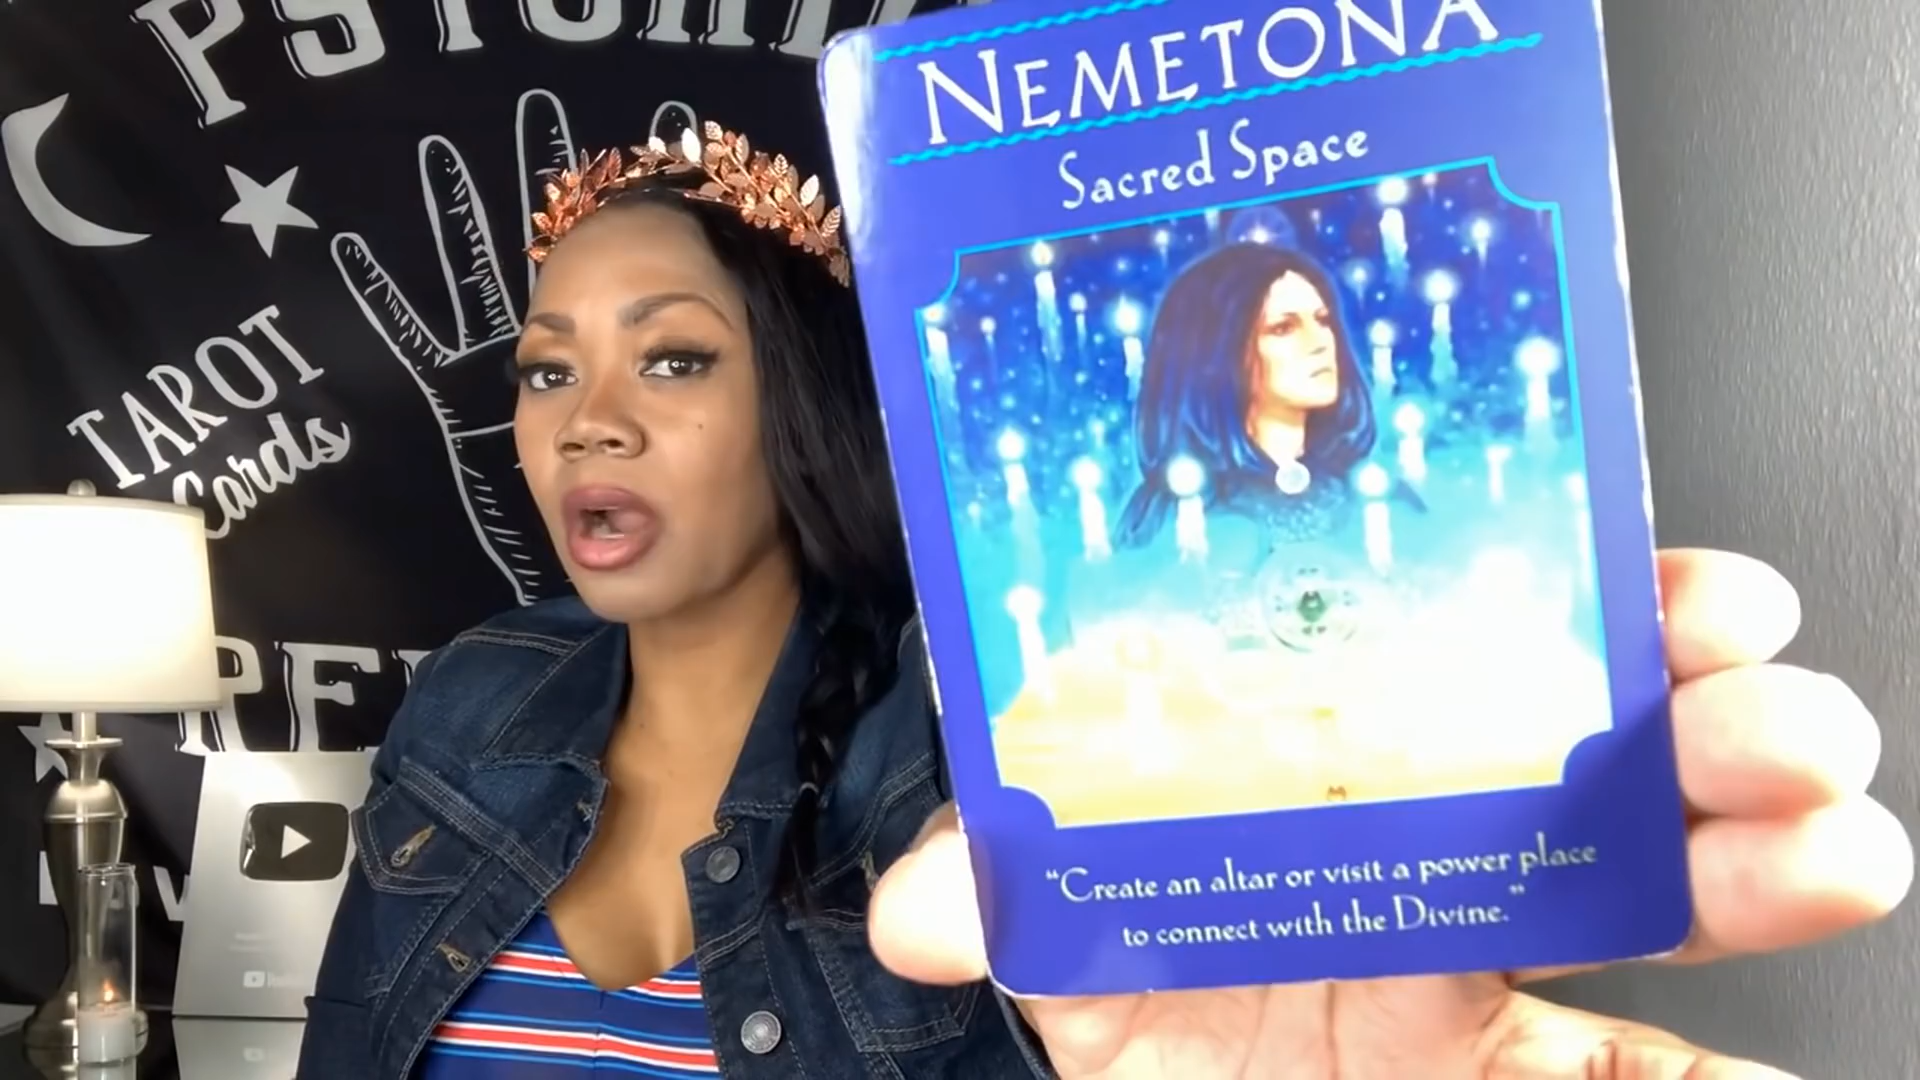 TAROT
Cards
NEMETONA
Sacred Space
“Create an altar or visit a power place
to connect with the Divine.”